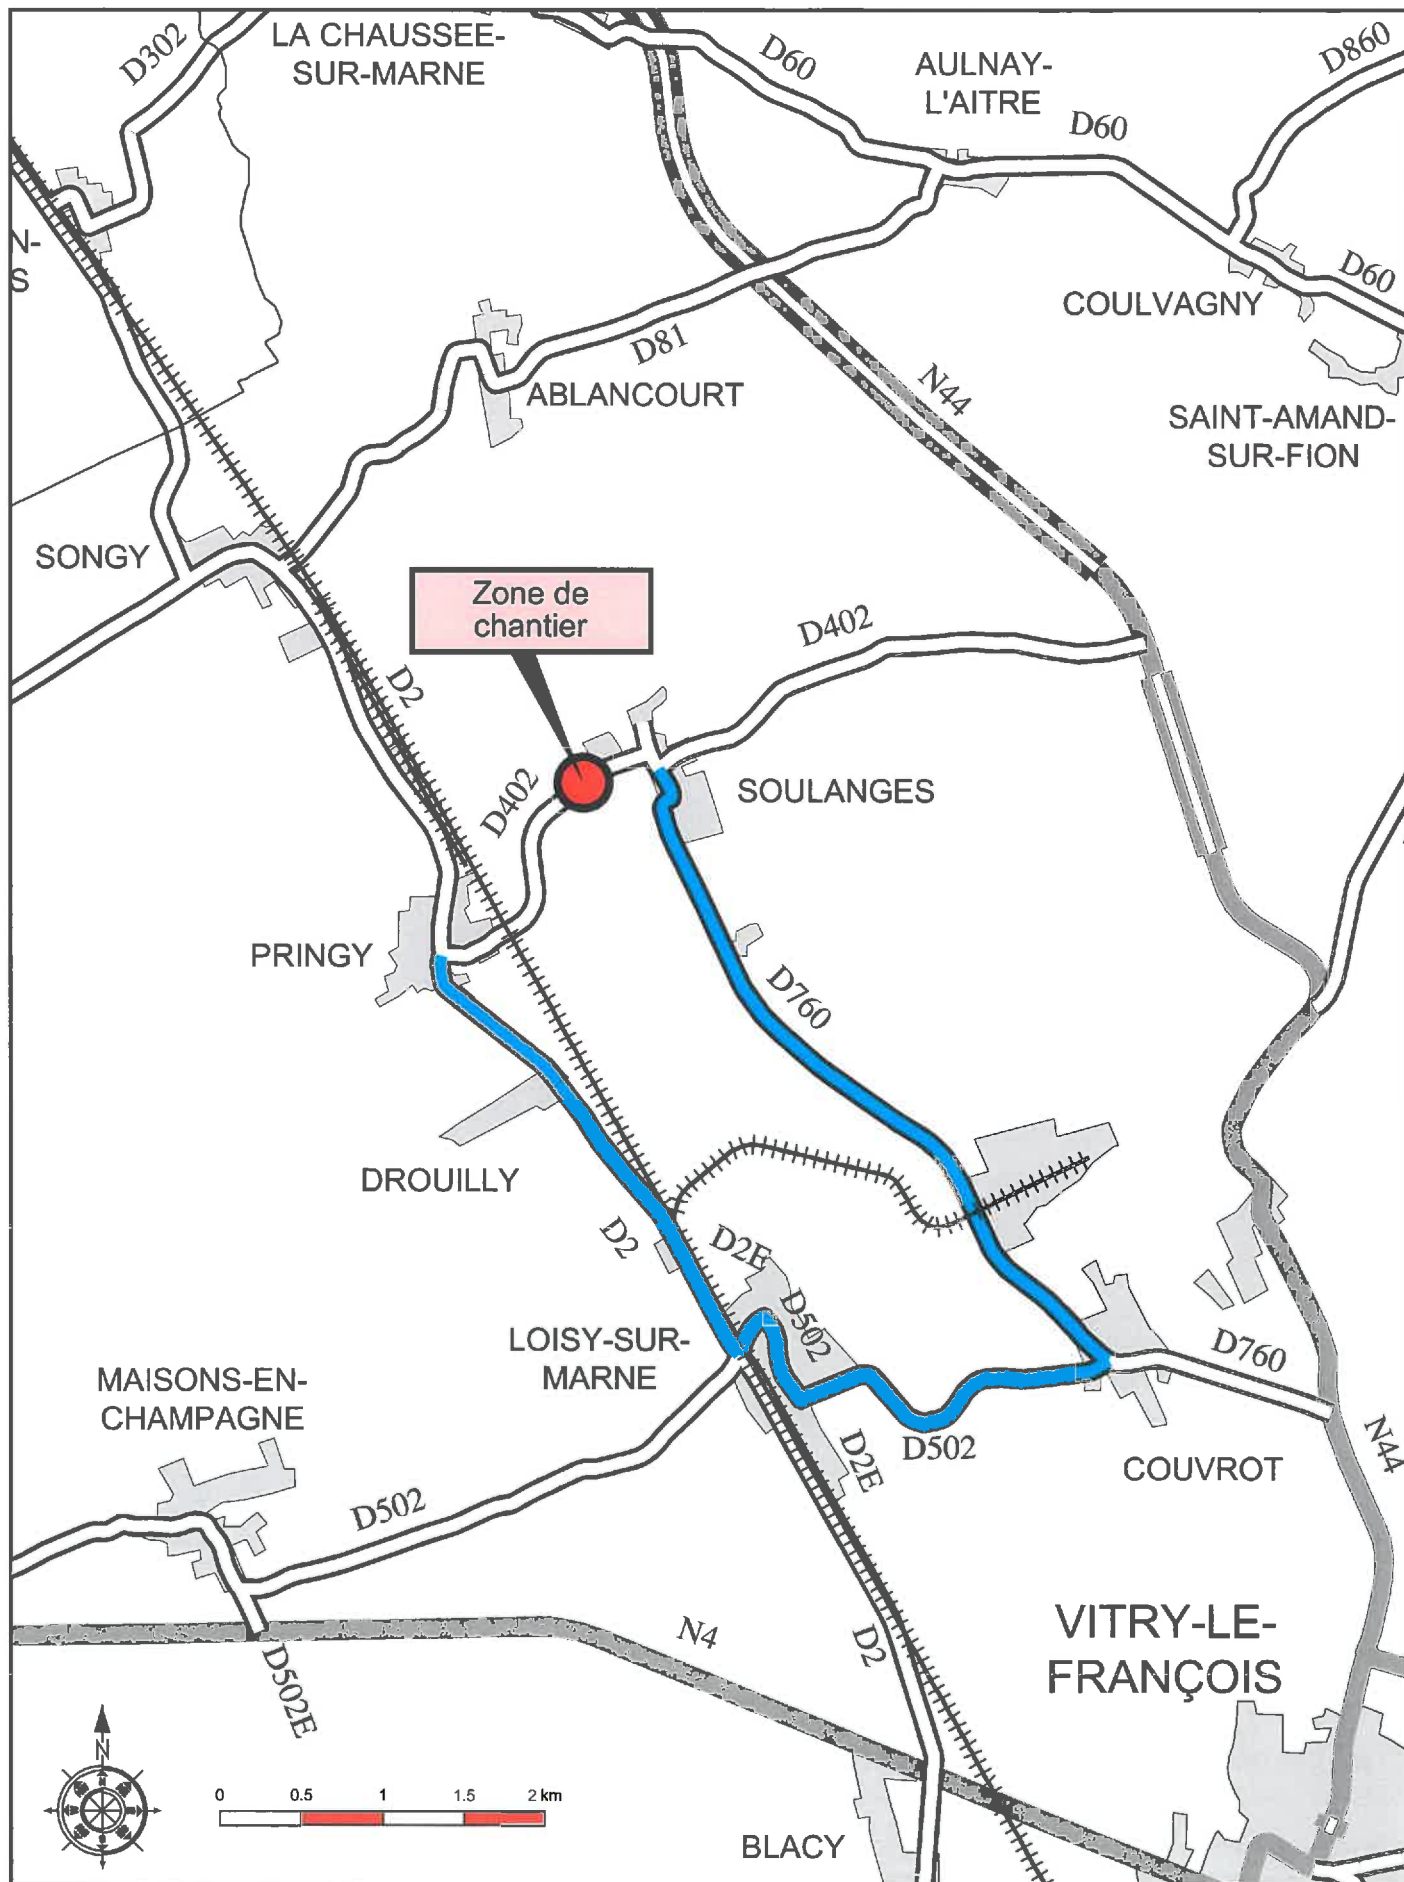 D302
LA CHAUSSEE-
SUR-MARNE
D60
AULNAY-
L'AITRE
D860
D60
N-
S
D60
COULVAGNY
D81
N44
ABLANCOURT
SAINT-AMAND-
SUR-FION
SONGY
Zone de
chantier
D402
D2
D402
SOULANGES
PRINGY
D760
DROUILLY
D2
D2E
D502
LOISY-SUR-
MARNE
D760
MAISONS-EN-
CHAMPAGNE
D2E
D502
N44
COUVROT
D502
VITRY-LE-
FRANÇOIS
N4
D2
D502E
N
0 0.5 1 1.5 2 km
BLACY